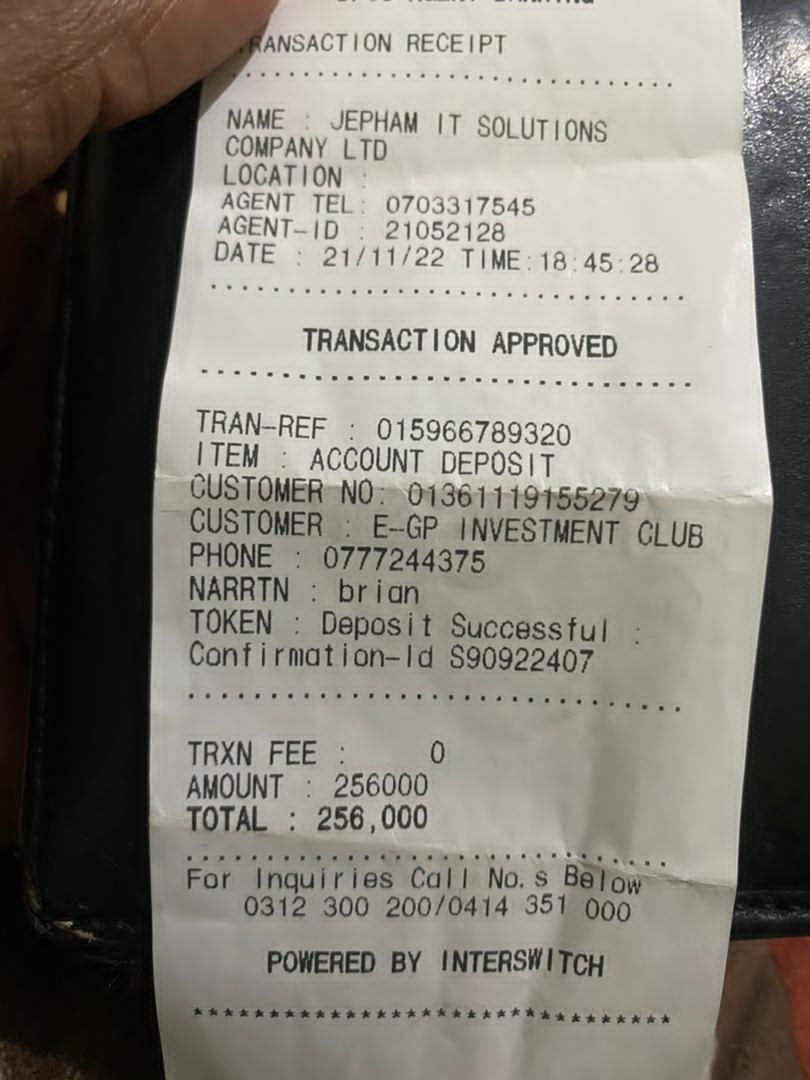 TRANSACTION RECEIPT
NAME : JEPHAM IT SOLUTIONS
COMPANY LTD
LOCATION :
AGENT TEL: 0703317545
AGENT-ID : 21052128
DATE : 21/11/22 TIME:18:45:28
TRANSACTION APPROVED
TRAN-REF : 015966789320
ITEM : ACCOUNT DEPOSIT
CUSTOMER NO: 01361119155279
CUSTOMER : E-GP INVESTMENT CLUB
PHONE : 0777244375
NARRTN : brian
TOKEN : Deposit Successful :
Confirmation-Id S90922407
TRXN FEE : 0
AMOUNT : 256000
TOTAL : 256,000
For Inquiries Call No.s Below
0312 300 200/0414 351 000
POWERED BY INTERSWITCH
*******************************